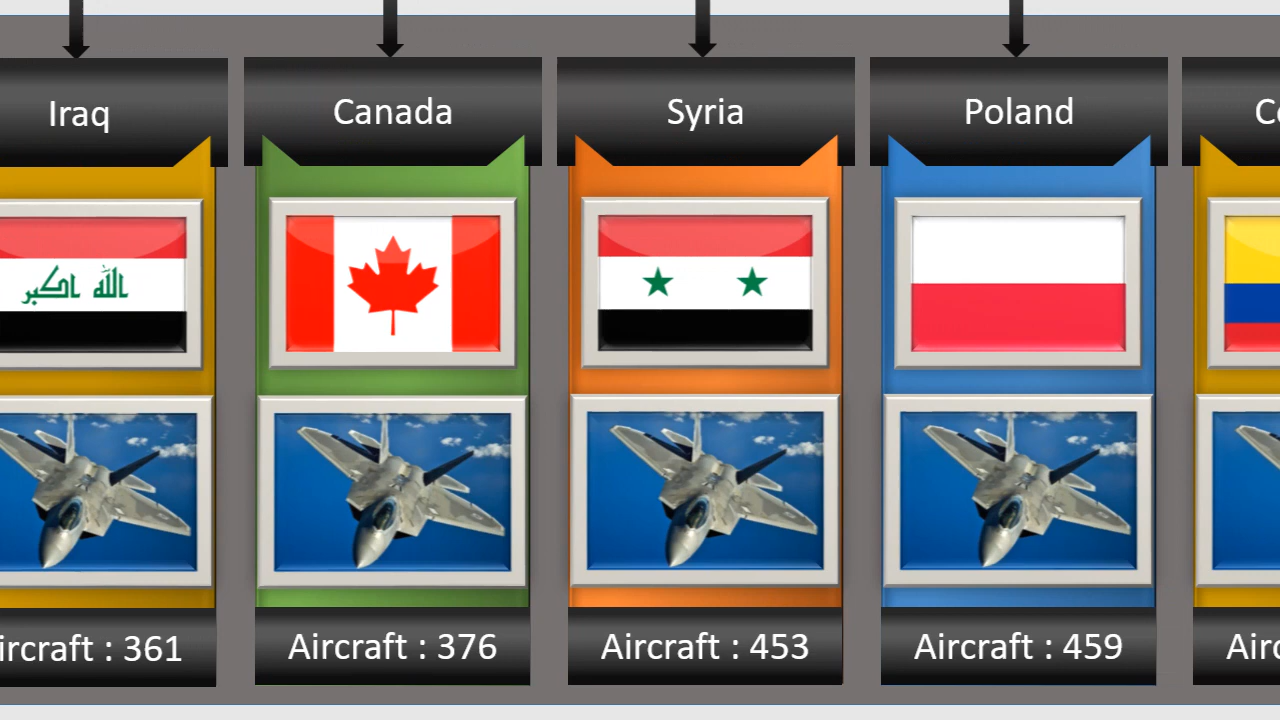 Iraq
Canada
Syria
Poland
الله اكبر
ircraft : 361
Aircraft : 376
Aircraft : 453
Aircraft : 459